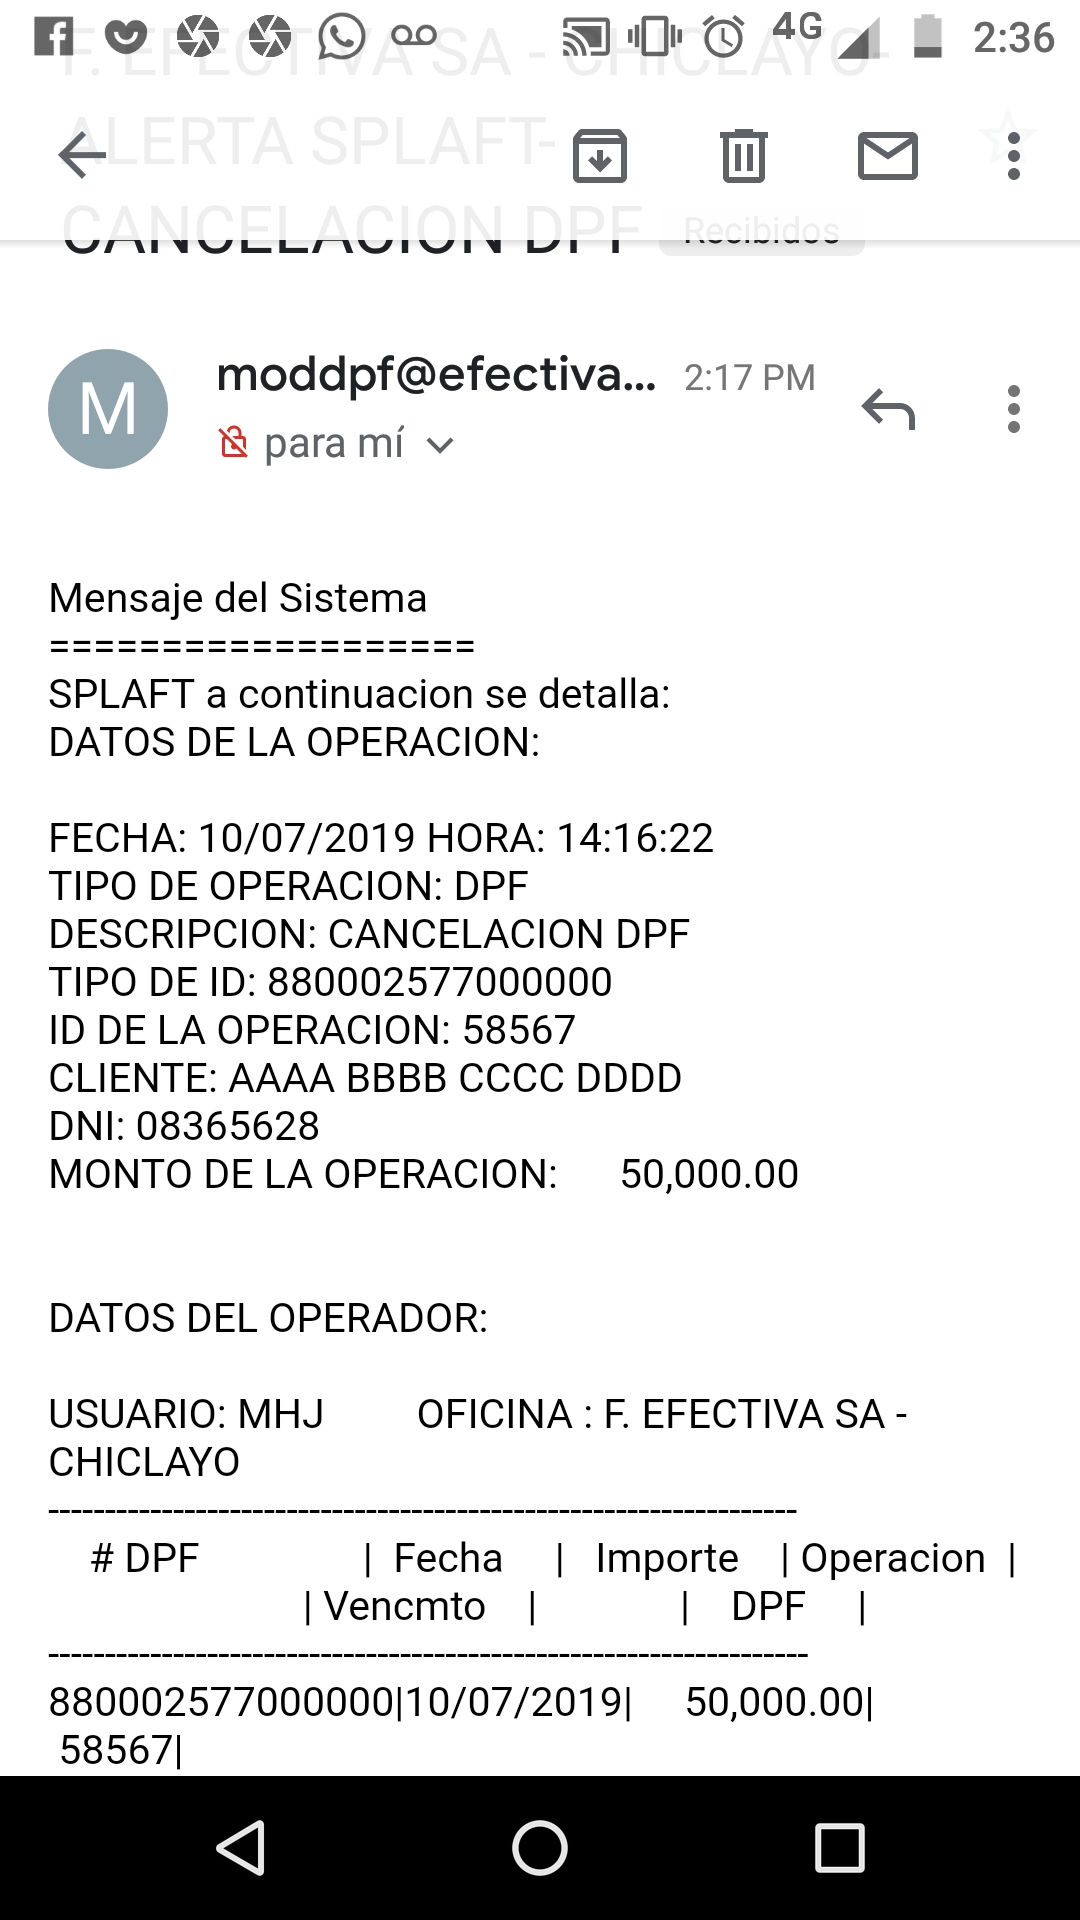 2:36
4G
F. EFECTIVA SA - CHICLAYO-
ALERTA SPLAFT-
CANCELACION DPF Recibidos
M
moddpf@efectiva... 2:17 PM
para mí
Mensaje del Sistema
===================
SPLAFT a continuacion se detalla:
DATOS DE LA OPERACION:
FECHA: 10/07/2019 HORA: 14:16:22
TIPO DE OPERACION: DPF
DESCRIPCION: CANCELACION DPF
TIPO DE ID: 880002577000000
ID DE LA OPERACION: 58567
CLIENTE: AAAA BBBB CCCC DDDD
DNI: 08365628
MONTO DE LA OPERACION: 50,000.00
DATOS DEL OPERADOR:
USUARIO: MHJ OFICINA : F. EFECTIVA SA -
CHICLAYO
--------------------------------------------------------------------
# DPF | Fecha | Importe | Operacion |
| Vencmto | | DPF |
---------------------------------------------------------------------
880002577000000|10/07/2019| 50,000.00|
58567|